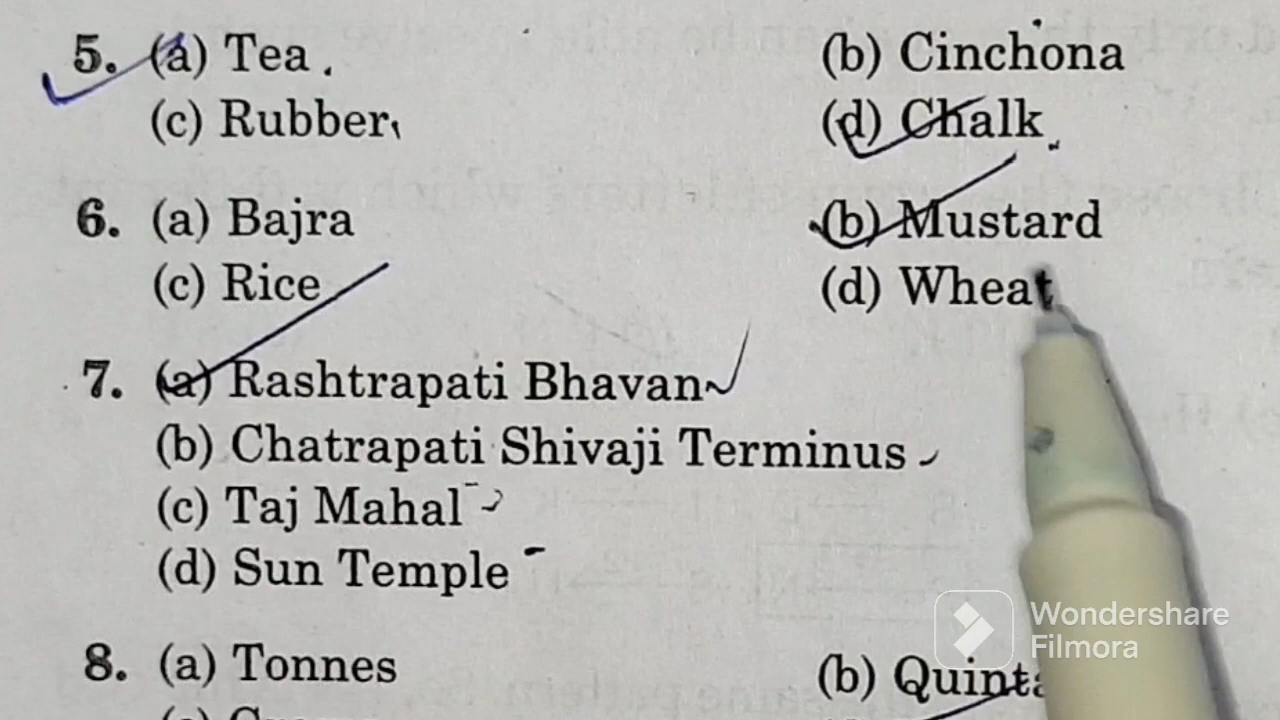 5. (a) Tea (b) Cinchona
(c) Rubber (d) Chalk
6. (a) Bajra (b) Mustard
(c) Rice (d) Wheat
7. (a) Rashtrapati Bhavan
(b) Chatrapati Shivaji Terminus
(c) Taj Mahal
(d) Sun Temple
8. (a) Tonnes (b)
Wondershare
Filmora